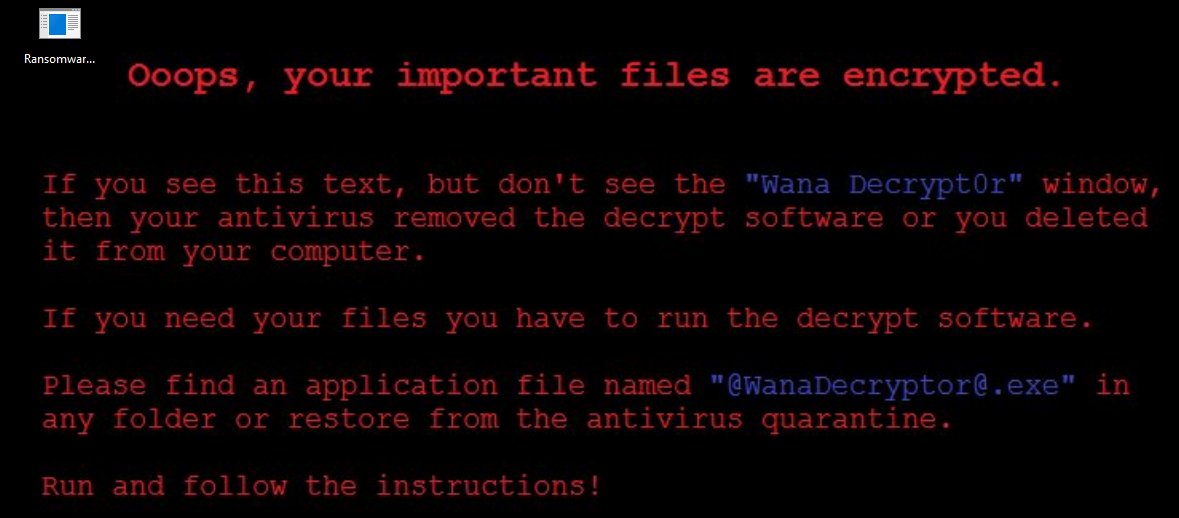 Ransomwar...
Ooops, your important files are encrypted.
If you see this text, but don't see the "Wana Decrypt0r" window,
then your antivirus removed the decrypt software or you deleted
it from your computer.
If you need your files you have to run the decrypt software.
Please find an application file named "@WanaDecryptor@.exe" in
any folder or restore from the antivirus quarantine.
Run and follow the instructions!